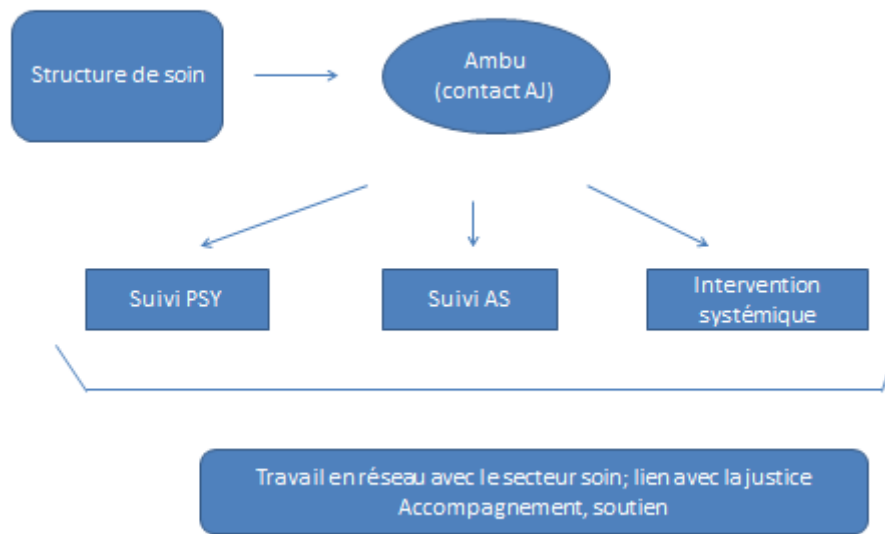 Structure de soin
Ambu
(contact AJ)
Suivi PSY
Suivi AS
Intervention
systémique
Travail en réseau avec le secteur soin; lien avec la justice
Accompagnement, soutien